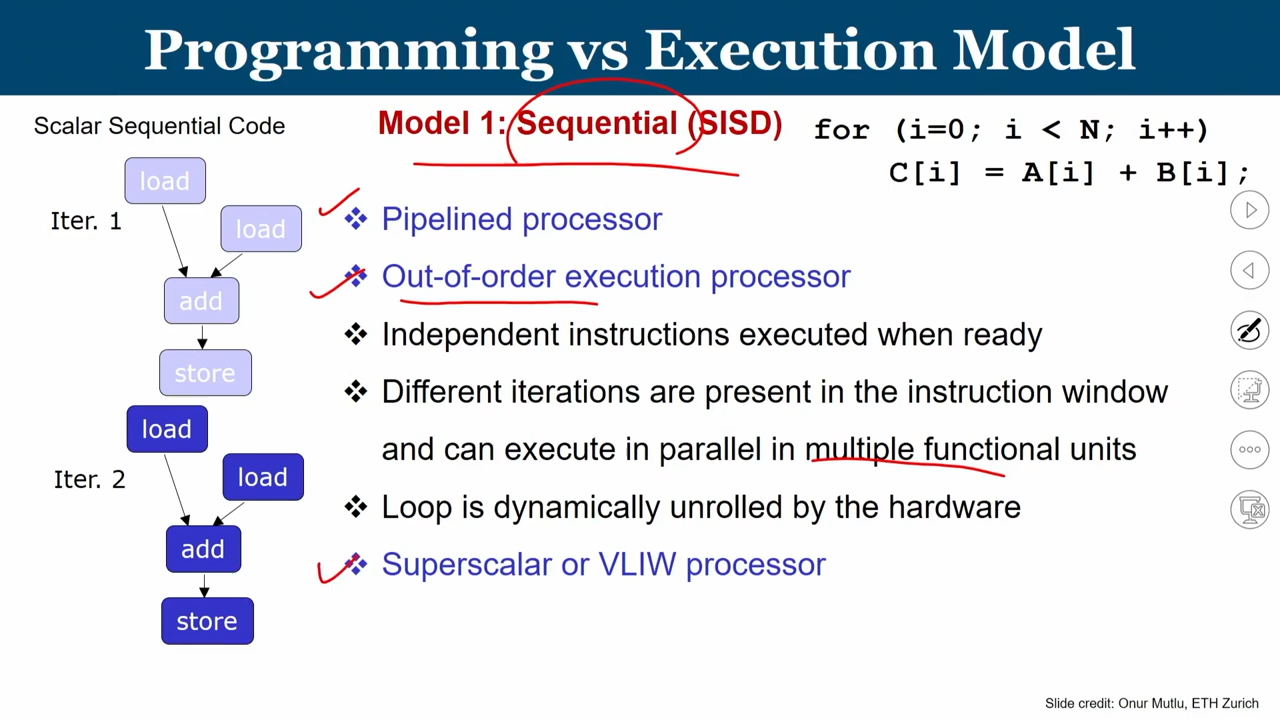 Programming vs Execution Model
Scalar Sequential Code
Model 1: Sequential (SISD)
for (i=0; i < N; i++)
C[i] = A[i] + B[i];
load
Iter. 1
load
add
store
load
Iter. 2
load
add
store
Pipelined processor
Out-of-order execution processor
Independent instructions executed when ready
Different iterations are present in the instruction window
and can execute in parallel in multiple functional units
Loop is dynamically unrolled by the hardware
Superscalar or VLIW processor
Slide credit: Onur Mutlu, ETH Zurich